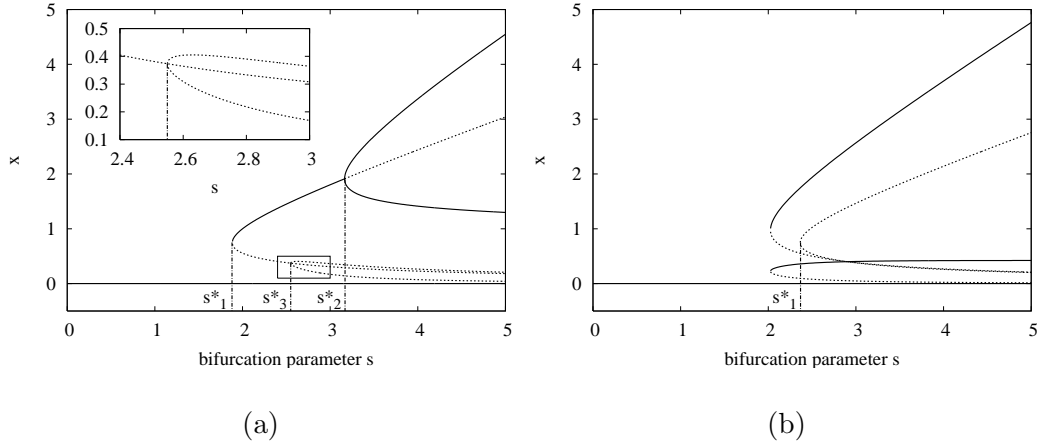 5
4
3
2
1
0
x
0.5
0.4
0.3
0.2
0.1
2.4 2.6 2.8 3
s
s*1 s*3 s*2
0 1 2 3 4 5
bifurcation parameter s
(a)
5
4
3
2
1
0
x
s*1
0 1 2 3 4 5
bifurcation parameter s
(b)